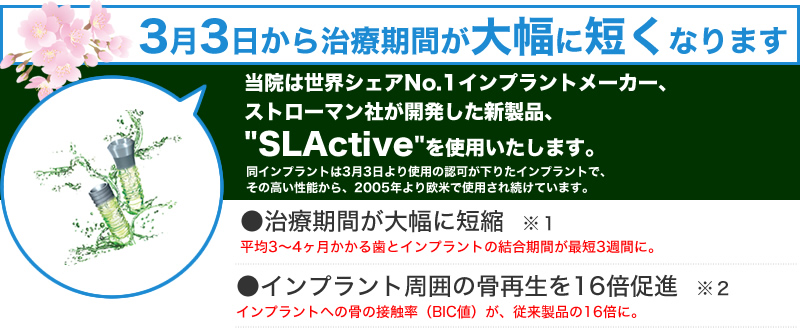 3月3日から治療期間が大幅に短くなります
当院は世界シェアNo.1インプラントメーカー、
ストローマン社が開発した新製品、
"SLActive"を使用いたします。
同インプラントは3月3日より使用の認可が下りたインプラントで、
その高い性能から、2005年より欧米で使用され続けています。
●治療期間が大幅に短縮 ※1
平均3～4ヶ月かかる歯とインプラントの結合期間が最短3週間に。
●インプラント周囲の骨再生を16倍促進 ※2
インプラントへの骨の接触率（BIC値）が、従来製品の16倍に。